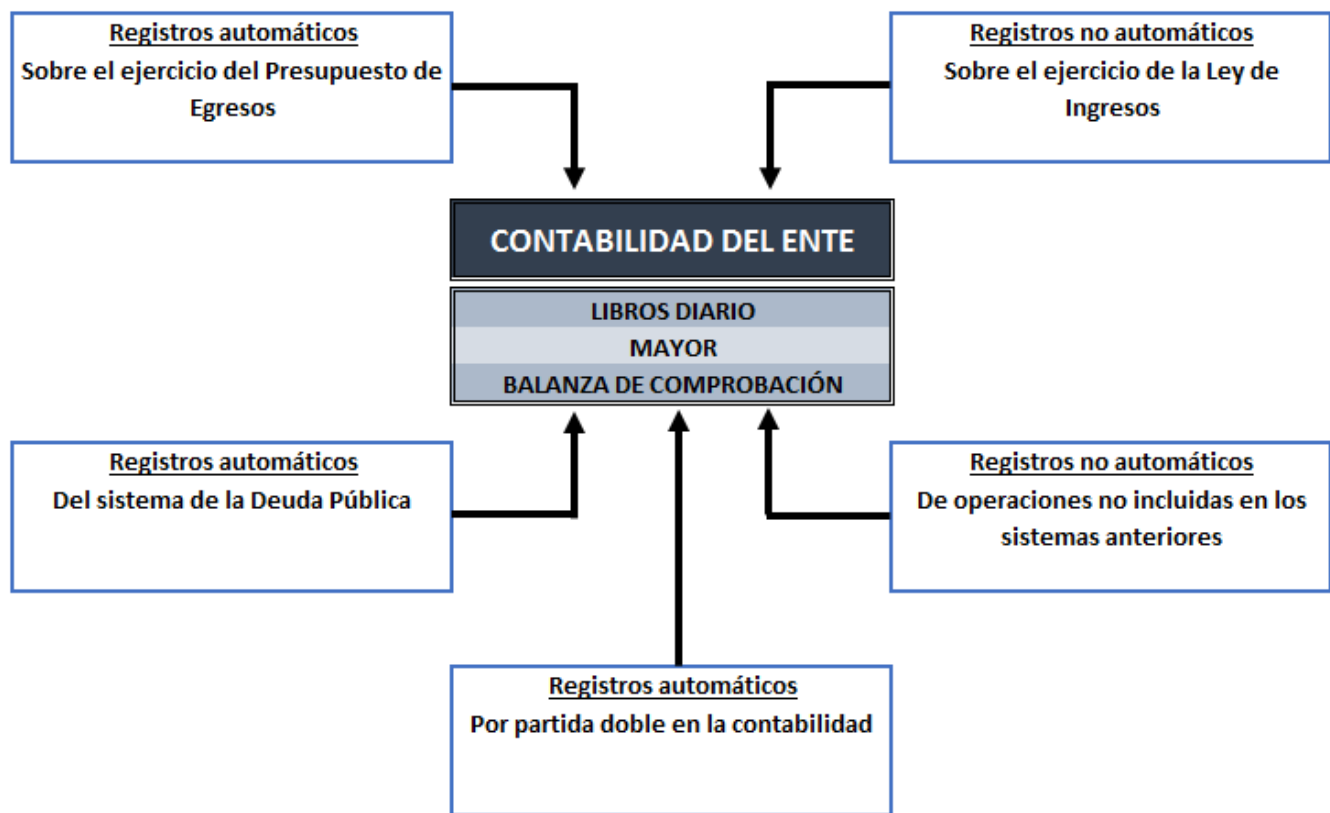 Registros automáticos
Sobre el ejercicio del Presupuesto de
Egresos
Registros no automáticos
Sobre el ejercicio de la Ley de
Ingresos
CONTABILIDAD DEL ENTE
LIBROS DIARIO
MAYOR
BALANZA DE COMPROBACIÓN
Registros automáticos
Del sistema de la Deuda Pública
Registros no automáticos
De operaciones no incluidas en los
sistemas anteriores
Registros automáticos
Por partida doble en la contabilidad